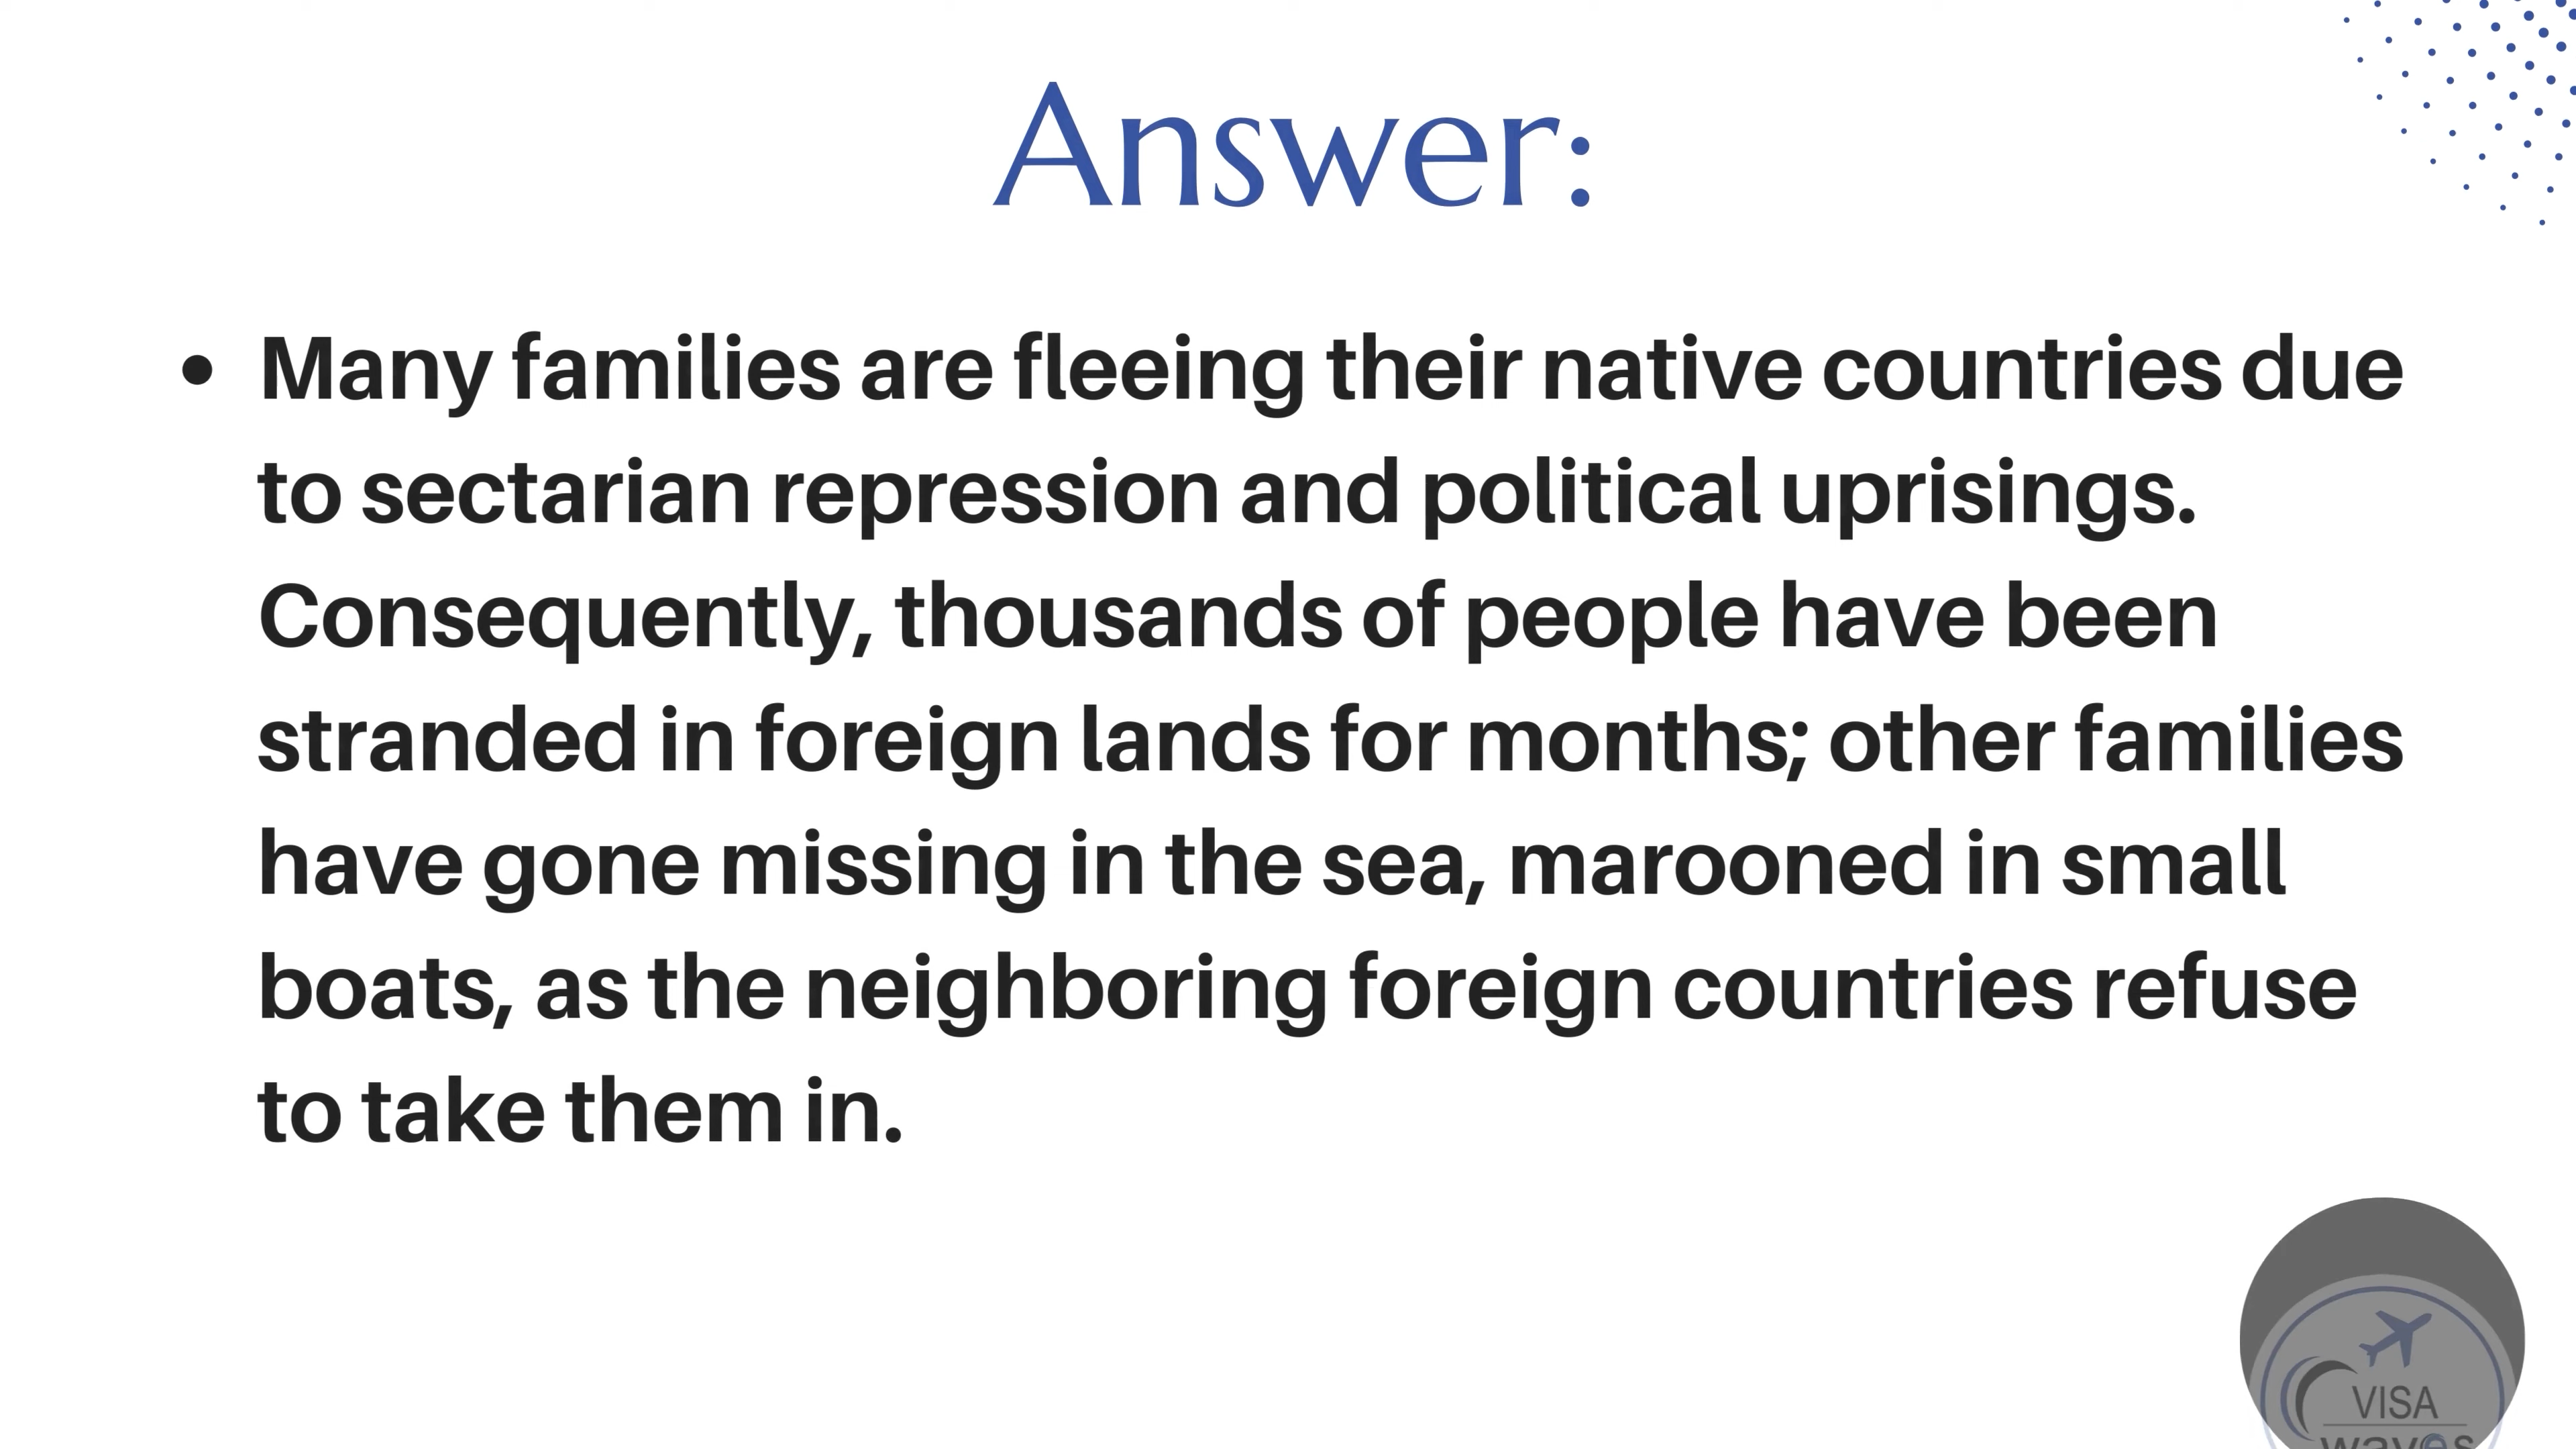 Answer:
• Many families are fleeing their native countries due
to sectarian repression and political uprisings.
Consequently, thousands of people have been
stranded in foreign lands for months; other families
have gone missing in the sea, marooned in small
boats, as the neighboring foreign countries refuse
to take them in.
VISA
waves